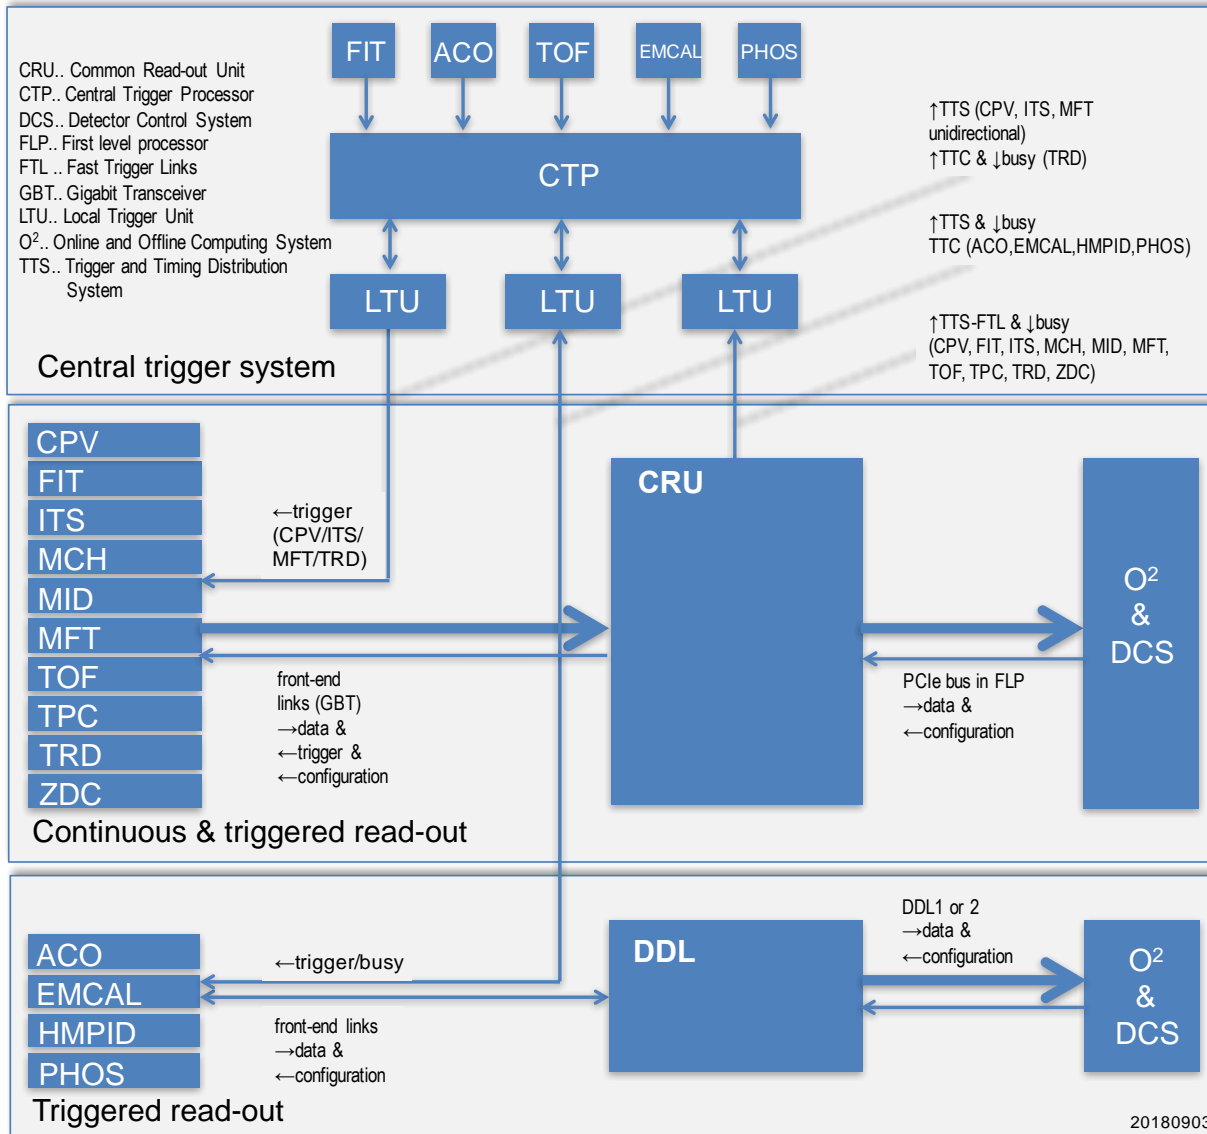 FIT
ACO
TOF
EMCAL
PHOS
CRU.. Common Read-out Unit
CTP.. Central Trigger Processor
DCS.. Detector Control System
FLP.. First level processor
FTL .. Fast Trigger Links
GBT.. Gigabit Transceiver
LTU.. Local Trigger Unit
O².. Online and Offline Computing System
TTS.. Trigger and Timing Distribution
System
CTP
↑TTS (CPV, ITS, MFT
unidirectional)
↑TTC & ↓busy (TRD)
↑TTS & ↓busy
TTC (ACO,EMCAL,HMPID,PHOS)
↑TTS-FTL & ↓busy
(CPV, FIT, ITS, MCH, MID, MFT,
TOF, TPC, TRD, ZDC)
LTU
LTU
LTU
Central trigger system
CPV
FIT
ITS
MCH
MID
MFT
TOF
TPC
TRD
ZDC
←trigger
(CPV/ITS/
MFT/TRD)
front-end
links (GBT)
→data &
←trigger &
←configuration
CRU
PCIe bus in FLP
→data &
←configuration
O²
&
DCS
Continuous & triggered read-out
ACO
EMCAL
HMPID
PHOS
←trigger/busy
front-end links
→data &
←configuration
DDL
DDL1 or 2
→data &
←configuration
O²
&
DCS
Triggered read-out
20180903